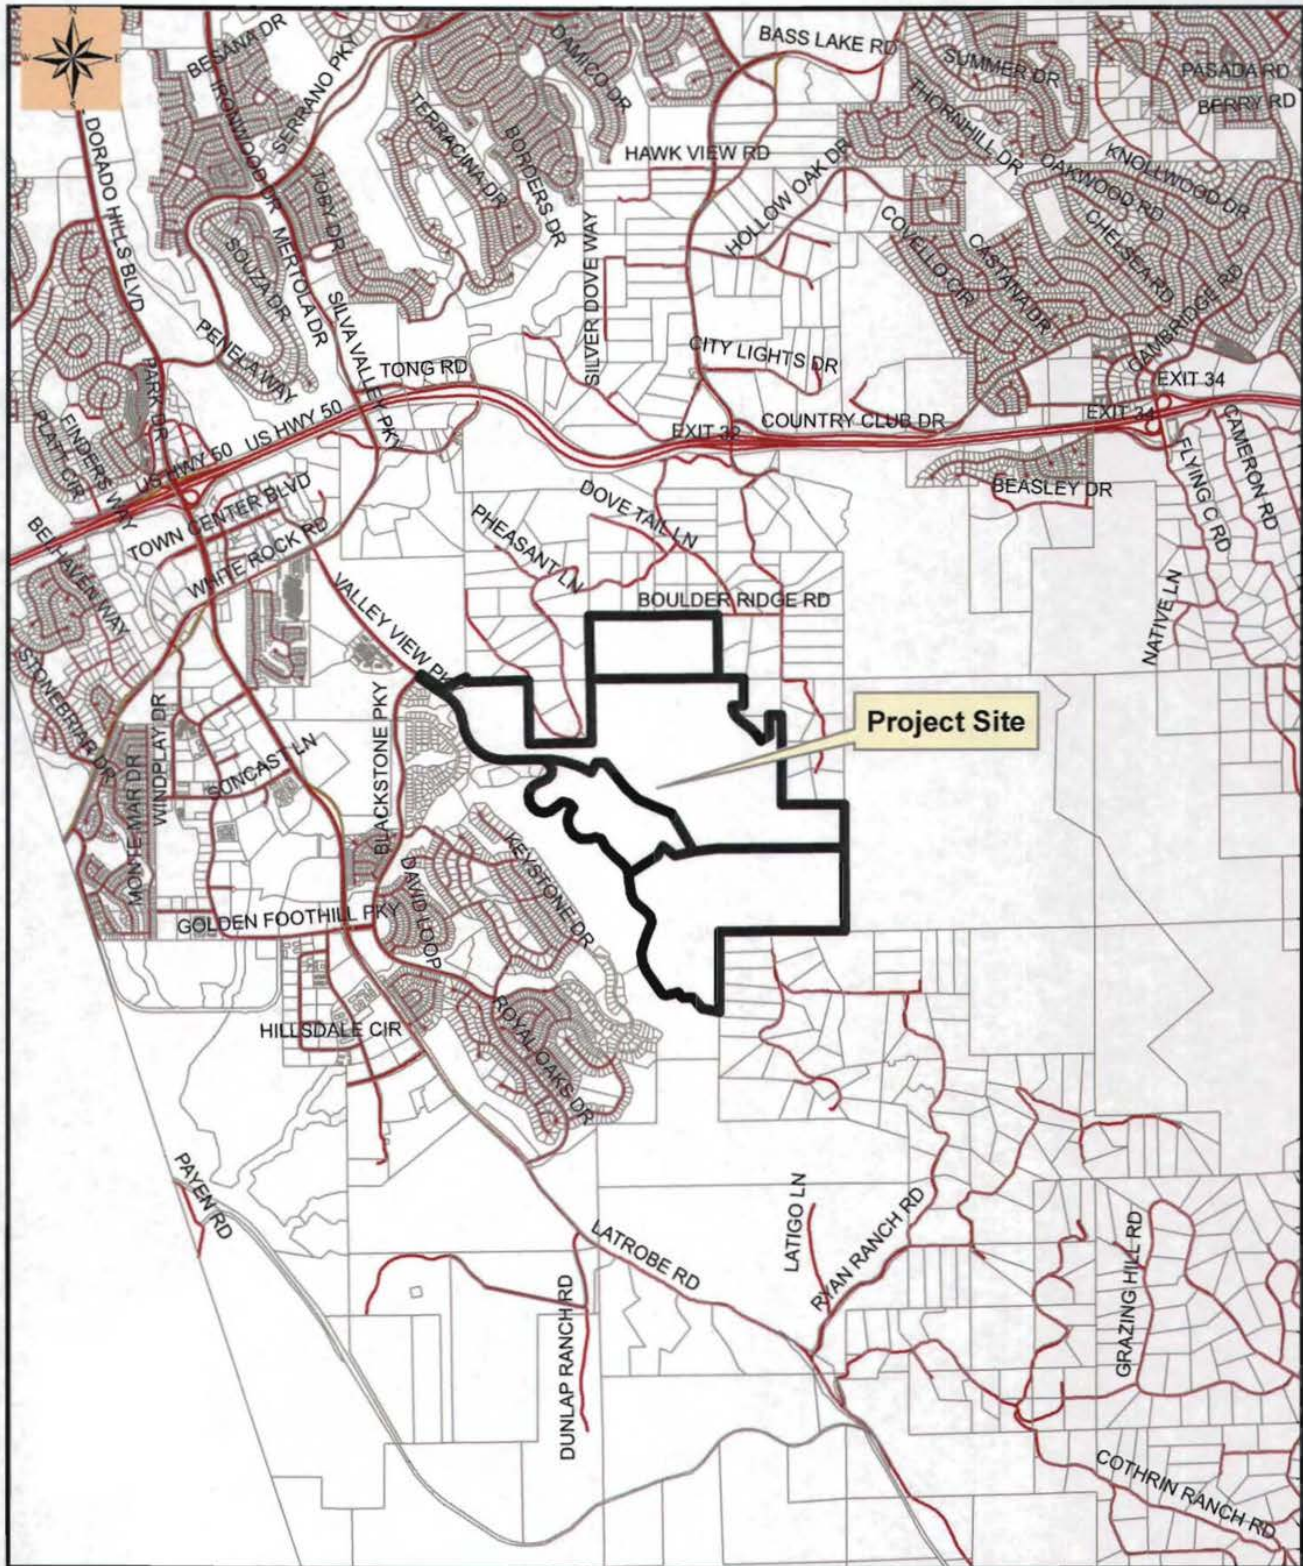 N
W
E
S
BESANA DR
SERRANO PKY
DAMICO DR
BASS LAKE RD
SUMMER DR
PASADA RD
BERRY RD
DORADO HILLS BLVD
IRONWOOD DR
TERRACINA DR
BORDERS DR
HAWK VIEW RD
THORNHILL DR
OAKWOOD RD
KNOLLWOOD DR
TOBY DR
HOLLOW OAK DR
COVELLO CIR
CASTANA DR
CHELSEA RD
CAMBRIDGE RD
SOUZA DR
MERTOLA DR
SILVA VALLEY PKY
SILVER DOVE WAY
PENELA WAY
TONG RD
CITY LIGHTS DR
EXIT 34
PARK DR
FINDERS WAY
PLATT CIR
US HWY 50
US HWY 50
EXIT 32
COUNTRY CLUB DR
EXIT 34
CAMERON RD
FLYING C RD
BELHAVEN WAY
TOWN CENTER BLVD
WHITE ROCK RD
DOVE TAIL LN
PHEASANT LN
BEASLEY DR
VALLEY VIEW PK
BOULDER RIDGE RD
NATIVE LN
STONEBRIAR DR
WINDPLAY DR
MONTE MAR DR
SUNCAST LN
BLACKSTONE PKY
Project Site
KEYSTONE DR
DAVID LOOP
GOLDEN FOOTHILL PKY
HILLSDALE CIR
ROYAL OAKS DR
PAYEN RD
LATROBE RD
LATIGO LN
RYAN RANCH RD
DUNLAP RANCH RD
GRAZING HILL RD
COTHRIN RANCH RD